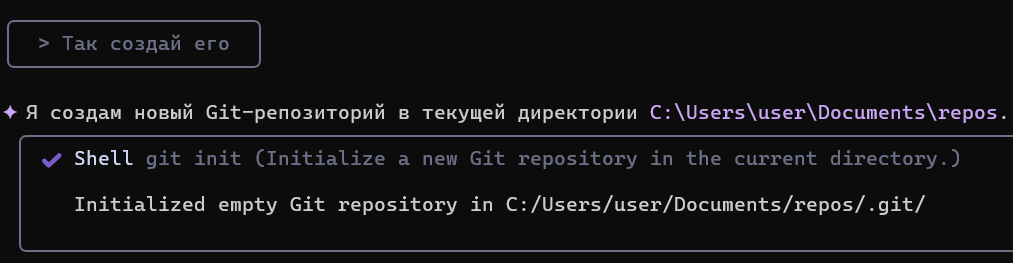 > Так создай его
✦ Я создам новый Git-репозиторий в текущей директории C:\Users\user\Documents\repos.
✔ Shell git init (Initialize a new Git repository in the current directory.)
Initialized empty Git repository in C:/Users/user/Documents/repos/.git/